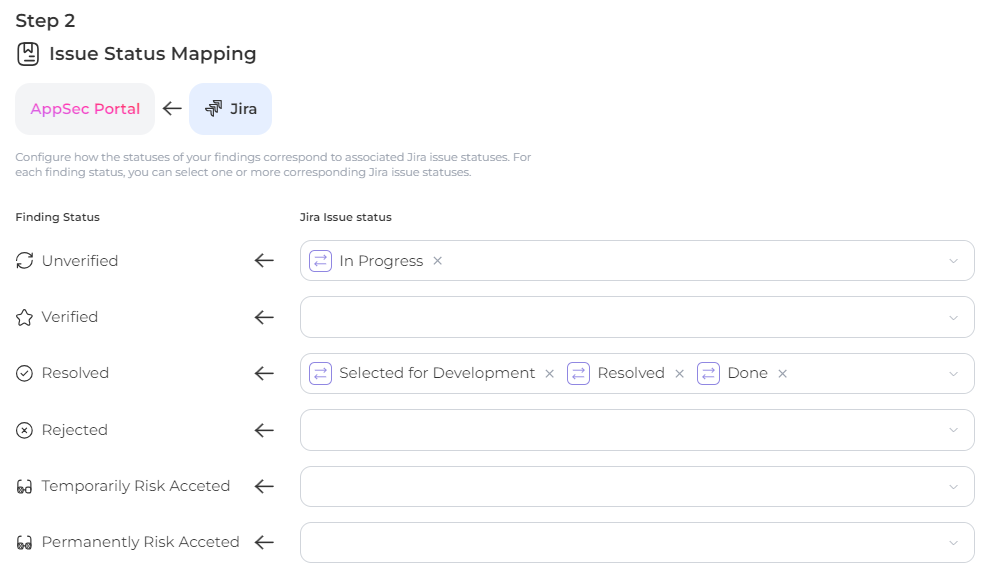 Step 2
Issue Status Mapping
AppSec Portal Jira
Configure how the statuses of your findings correspond to associated Jira issue statuses. For
each finding status, you can select one or more corresponding Jira issue statuses.
Finding Status Jira Issue status
Unverified In Progress
Verified
Resolved Selected for Development Resolved Done
Rejected
Temporarily Risk Acceted
Permanently Risk Acceted